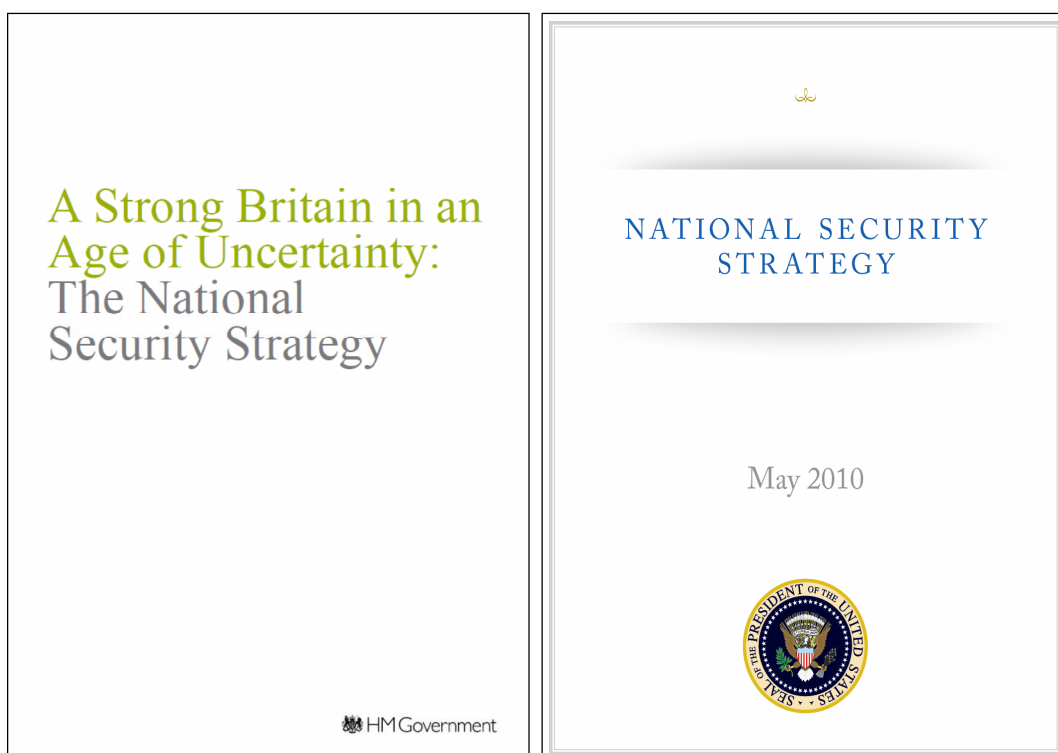 A Strong Britain in an
Age of Uncertainty:
The National
Security Strategy
HM Government
NATIONAL SECURITY
STRATEGY
May 2010
SEAL OF THE PRESIDENT OF THE UNITED STATES